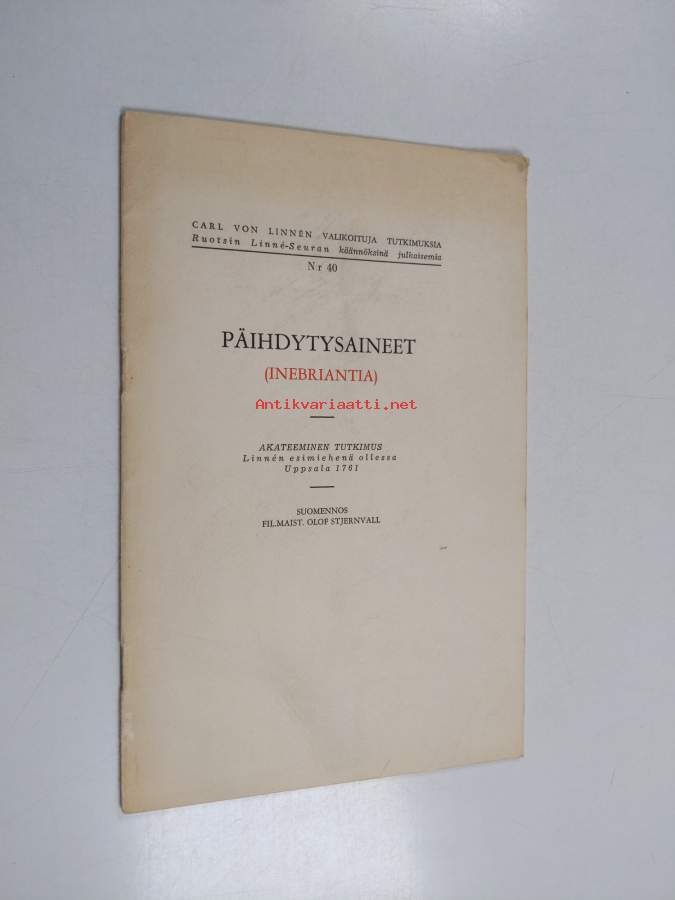 CARL VON LINNÉN VALIKOITUJA TUTKIMUKSIA
Ruotsin Linné-Seuran käännöksinä julkaisemia
N:r 40
PÄIHDYTYSAINEET
(INEBRIANTIA)
Antikvariaatti.net
AKATEEMINEN TUTKIMUS
Linnén esimiehenä ollessa
Uppsala 1761
SUOMENNOS
FIL.MAIST. OLOF STJERNVALL